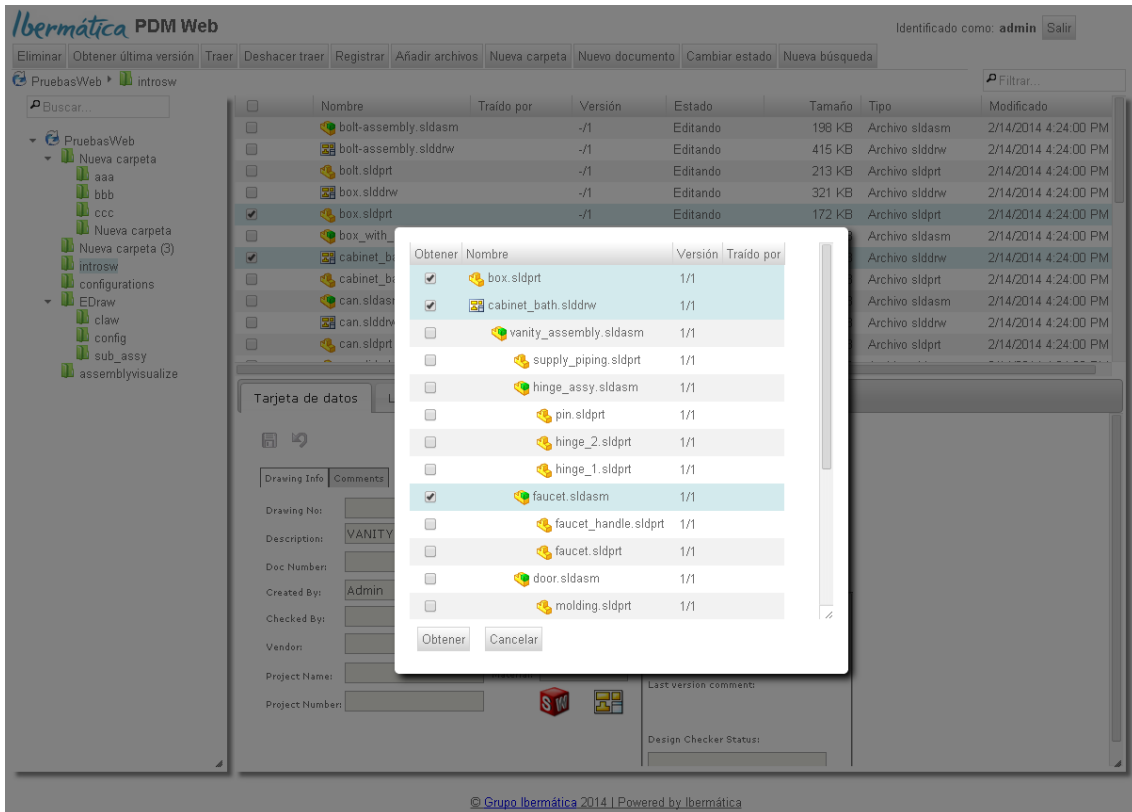 Ibermática PDM Web
Identificado como: admin Salir
Eliminar Obtener última versión Traer Deshacer traer Registrar Añadir archivos Nueva carpeta Nuevo documento Cambiar estado Nueva búsqueda
PruebasWeb introsw
Filtrar...
Buscar...
PruebasWeb
Nueva carpeta
aaa
bbb
ccc
Nueva carpeta
Nueva carpeta (3)
introsw
configurations
EDraw
claw
config
sub_assy
assemblyvisualize
Nombre Traído por Versión Estado Tamaño Tipo Modificado
bolt-assembly.sldasm -/1 Editando 198 KB Archivo sldasm 2/14/2014 4:24:00 PM
bolt-assembly.slddrw -/1 Editando 415 KB Archivo slddrw 2/14/2014 4:24:00 PM
bolt.sldprt -/1 Editando 213 KB Archivo sldprt 2/14/2014 4:24:00 PM
box.slddrw -/1 Editando 321 KB Archivo slddrw 2/14/2014 4:24:00 PM
box.sldprt -/1 Editando 172 KB Archivo sldprt 2/14/2014 4:24:00 PM
box_with_ Archivo sldasm 2/14/2014 4:24:00 PM
cabinet_ba Archivo slddrw 2/14/2014 4:24:00 PM
cabinet_ba Archivo sldprt 2/14/2014 4:24:00 PM
can.sldasm Archivo sldasm 2/14/2014 4:24:00 PM
can.slddrw Archivo slddrw 2/14/2014 4:24:00 PM
can.sldprt Archivo sldprt 2/14/2014 4:24:00 PM
Obtener Nombre Versión Traído por
box.sldprt 1/1
cabinet_bath.slddrw 1/1
vanity_assembly.sldasm 1/1
supply_piping.sldprt 1/1
hinge_assy.sldasm 1/1
pin.sldprt 1/1
hinge_2.sldprt 1/1
hinge_1.sldprt 1/1
faucet.sldasm 1/1
faucet_handle.sldprt 1/1
faucet.sldprt 1/1
door.sldasm 1/1
molding.sldprt 1/1
Obtener Cancelar
Tarjeta de datos L
Drawing Info Comments
Drawing No:
Description: VANITY
Doc Number:
Created By: Admin
Checked By:
Vendor:
Project Name:
Project Number:
Last version comment:
Design Checker Status:
© Grupo Ibermática 2014 | Powered by Ibermática